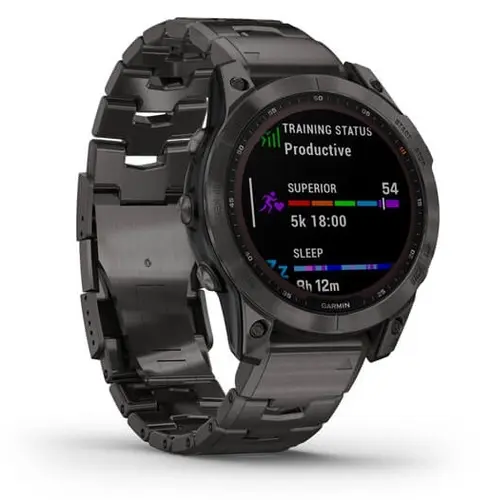 TRAINING STATUS
Productive
SUPERIOR
54
5k 18:00
SLEEP
8h 12m
GARMIN